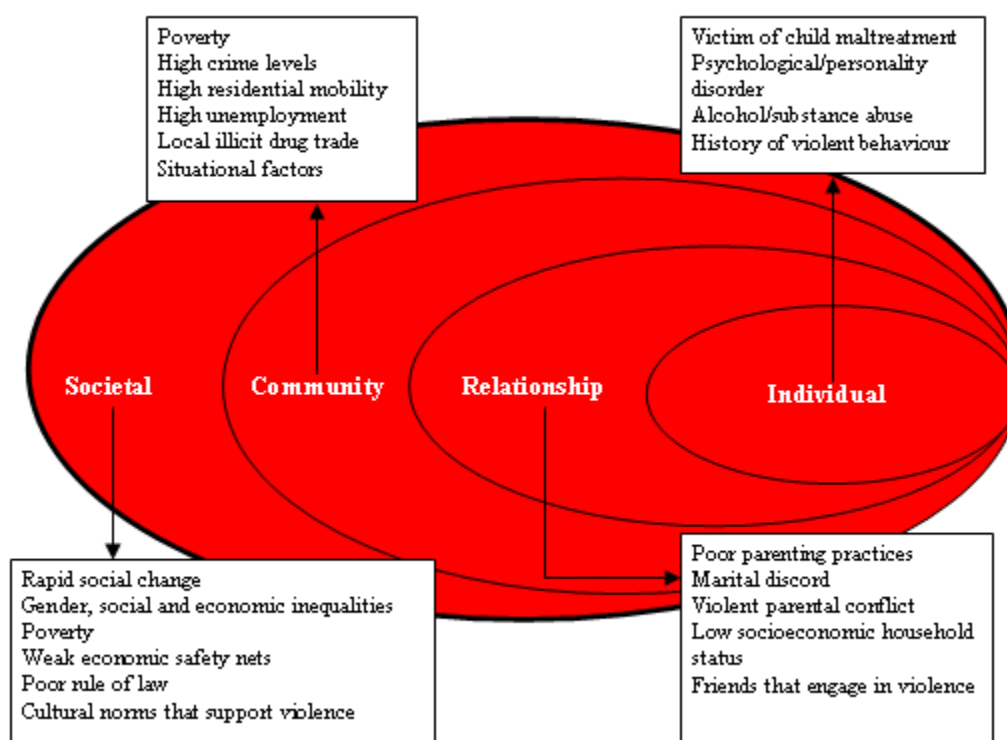 Poverty
High crime levels
High residential mobility
High unemployment
Local illicit drug trade
Situational factors
Victim of child maltreatment
Psychological/personality
disorder
Alcohol/substance abuse
History of violent behaviour
Societal
Community
Relationship
Individual
Rapid social change
Gender, social and economic inequalities
Poverty
Weak economic safety nets
Poor rule of law
Cultural norms that support violence
Poor parenting practices
Marital discord
Violent parental conflict
Low socioeconomic household
status
Friends that engage in violence